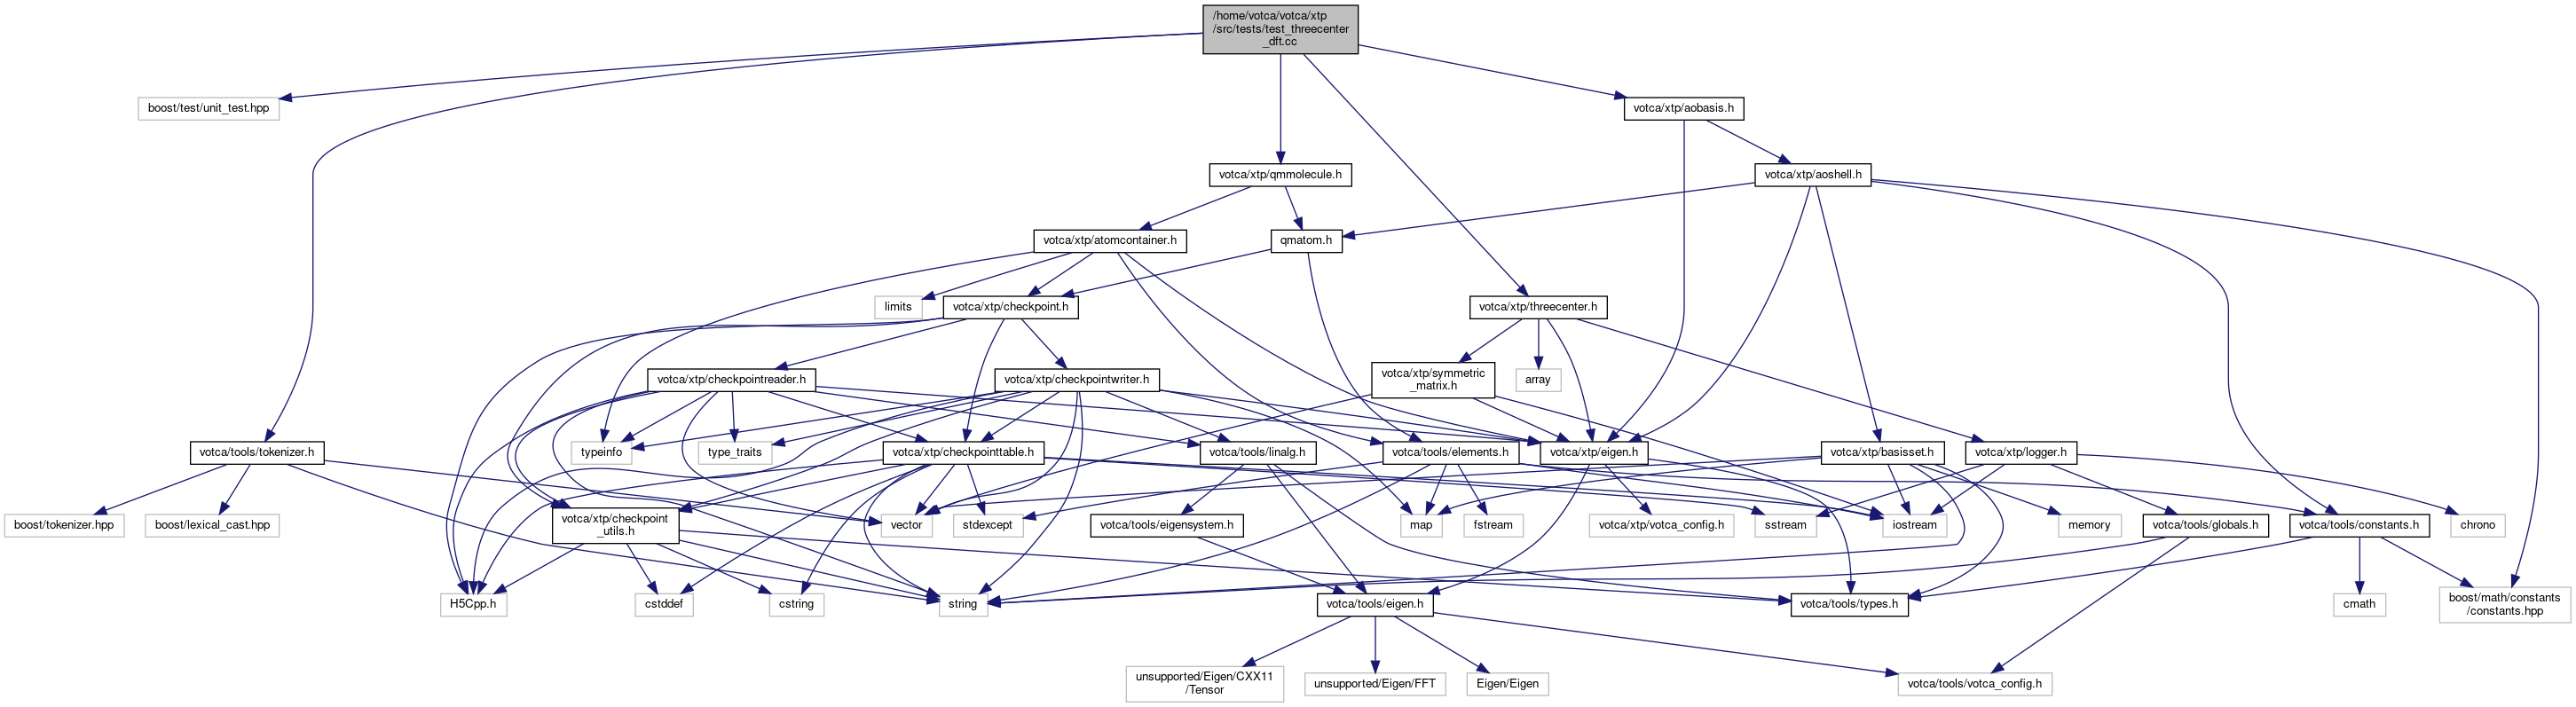 /home/votca/votca/xtp
/src/tests/test_threecenter
_dft.cc
boost/test/unit_test.hpp
votca/xtp/aobasis.h
votca/xtp/qmmolecule.h
votca/xtp/aoshell.h
votca/xtp/atomcontainer.h
qmatom.h
limits
votca/xtp/checkpoint.h
votca/xtp/threecenter.h
votca/xtp/checkpointreader.h
votca/xtp/checkpointwriter.h
votca/xtp/symmetric
_matrix.h
array
votca/tools/tokenizer.h
typeinfo
type_traits
votca/xtp/checkpointtable.h
votca/tools/linalg.h
votca/tools/elements.h
votca/xtp/eigen.h
votca/xtp/basisset.h
votca/xtp/logger.h
boost/tokenizer.hpp
boost/lexical_cast.hpp
votca/xtp/checkpoint
_utils.h
vector
stdexcept
votca/tools/eigensystem.h
map
fstream
votca/xtp/votca_config.h
sstream
iostream
memory
votca/tools/globals.h
votca/tools/constants.h
chrono
H5Cpp.h
cstddef
cstring
string
votca/tools/eigen.h
votca/tools/types.h
cmath
boost/math/constants
/constants.hpp
unsupported/Eigen/CXX11
/Tensor
unsupported/Eigen/FFT
Eigen/Eigen
votca/tools/votca_config.h